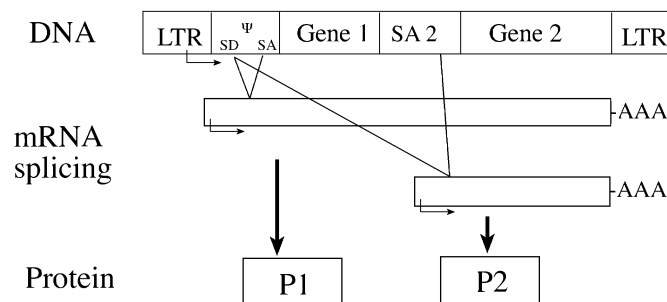 DNA
LTR
Ψ
SD SA
Gene 1
SA 2
Gene 2
LTR
AAA
mRNA
splicing
AAA
Protein
P1
P2